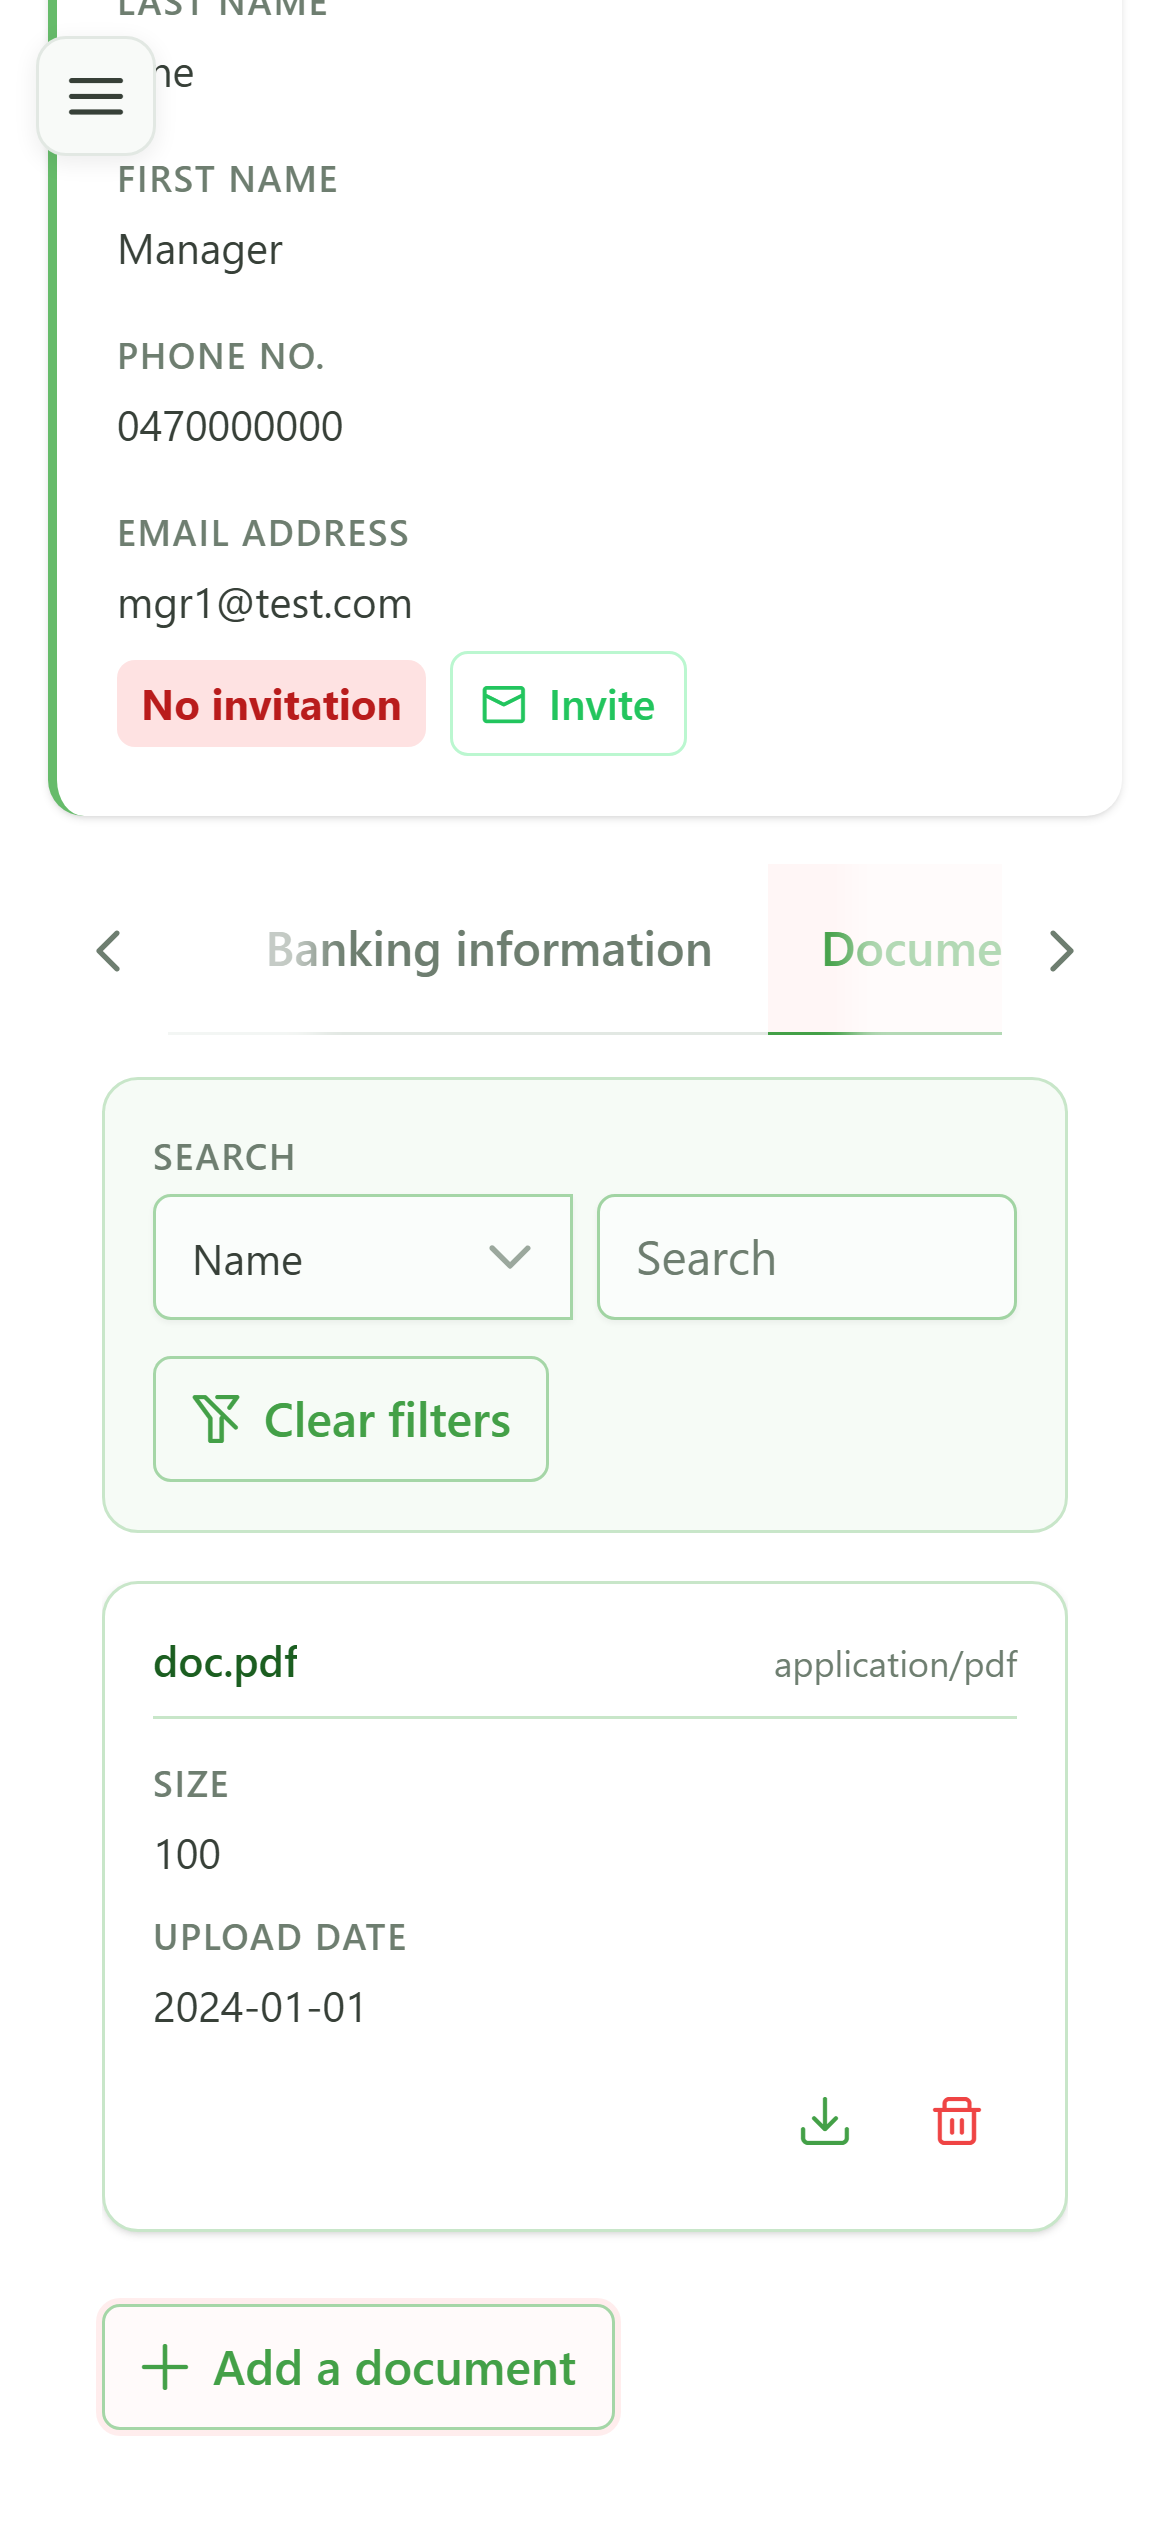 LAST NAME
FIRST NAME
Manager
PHONE NO.
0470000000
EMAIL ADDRESS
mgr1@test.com
No invitation
Invite
Banking information
Docume
SEARCH
Name
Search
Clear filters
doc.pdf
application/pdf
SIZE
100
UPLOAD DATE
2024-01-01
Add a document